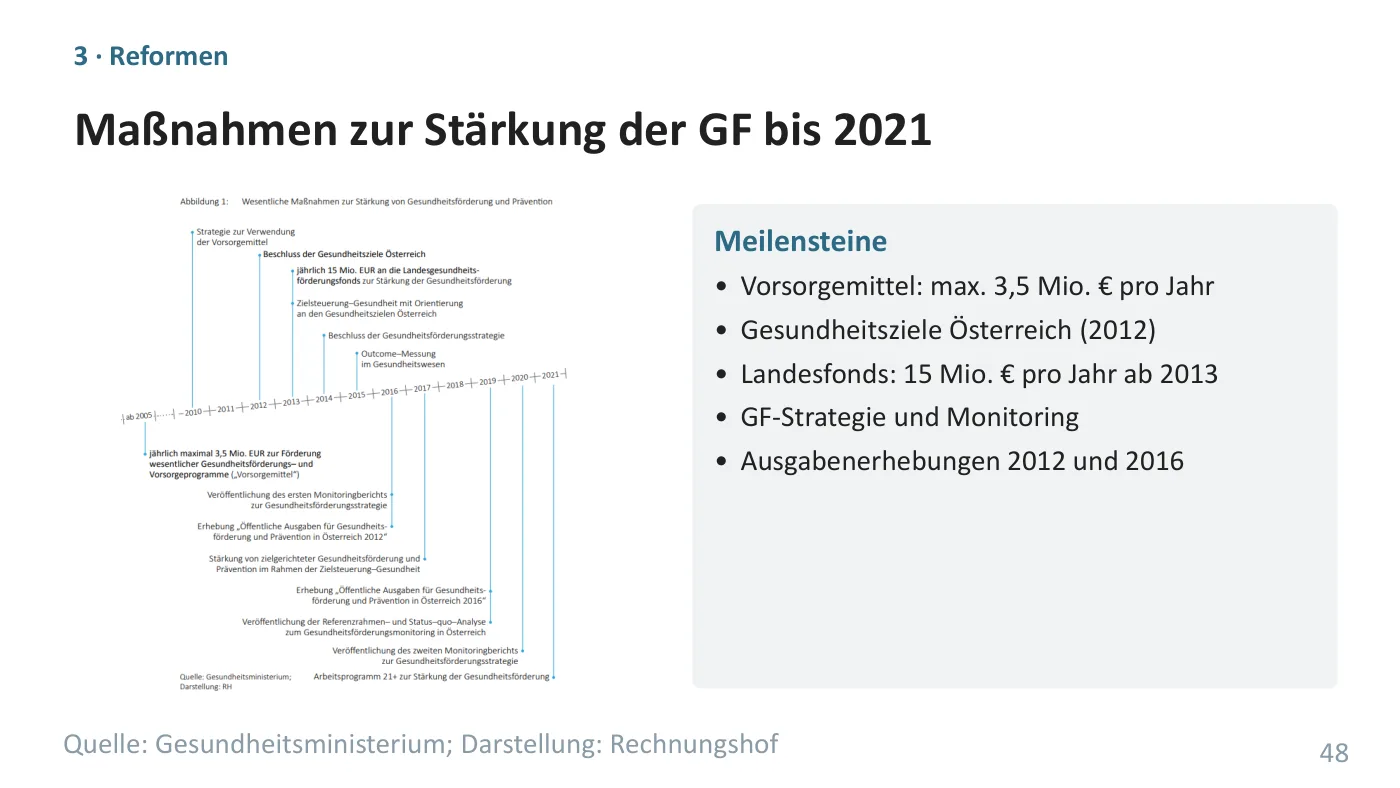 3 · Reformen
Maßnahmen zur Stärkung der GF bis 2021
Abbildung 1: Wesentliche Maßnahmen zur Stärkung von Gesundheitsförderung und Prävention
Strategie zur Verwendung
der Vorsorgemittel
Beschluss der Gesundheitsziele Österreich
jährlich 15 Mio. EUR an die Landesgesundheits-
förderungsfonds zur Stärkung der Gesundheitsförderung
Zielsteuerung–Gesundheit mit Orientierung
an den Gesundheitszielen Österreich
Beschluss der Gesundheitsförderungsstrategie
Outcome–Messung
im Gesundheitswesen
ab 2005 ..... 2010 2011 2012 2013 2014 2015 2016 2017 2018 2019 2020 2021
jährlich maximal 3,5 Mio. EUR zur Förderung
wesentlicher Gesundheitsförderungs– und
Vorsorgeprogramme („Vorsorgemittel“)
Veröffentlichung des ersten Monitoringberichts
zur Gesundheitsförderungsstrategie
Erhebung „Öffentliche Ausgaben für Gesundheits-
förderung und Prävention in Österreich 2012“
Stärkung von zielgerichteter Gesundheitsförderung und
Prävention im Rahmen der Zielsteuerung–Gesundheit
Erhebung „Öffentliche Ausgaben für Gesundheits-
förderung und Prävention in Österreich 2016“
Veröffentlichung der Referenzrahmen– und Status–quo–Analyse
zum Gesundheitsförderungsmonitoring in Österreich
Veröffentlichung des zweiten Monitoringberichts
zur Gesundheitsförderungsstrategie
Arbeitsprogramm 21+ zur Stärkung der Gesundheitsförderung
Quelle: Gesundheitsministerium;
Darstellung: RH
Meilensteine
• Vorsorgemittel: max. 3,5 Mio. € pro Jahr
• Gesundheitsziele Österreich (2012)
• Landesfonds: 15 Mio. € pro Jahr ab 2013
• GF-Strategie und Monitoring
• Ausgabenerhebungen 2012 und 2016
Quelle: Gesundheitsministerium; Darstellung: Rechnungshof
48